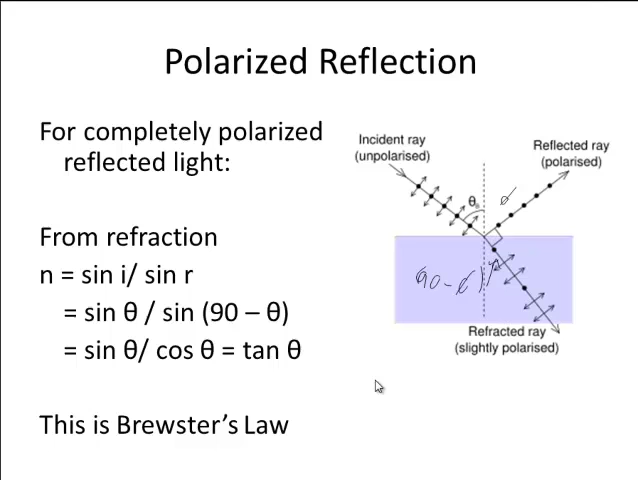 Polarized Reflection
For completely polarized
reflected light:
From refraction
n = sin i/ sin r
= sin θ / sin (90 – θ)
= sin θ/ cos θ = tan θ
This is Brewster's Law
Incident ray
(unpolarised)
Reflected ray
(polarised)
Refracted ray
(slightly polarised)